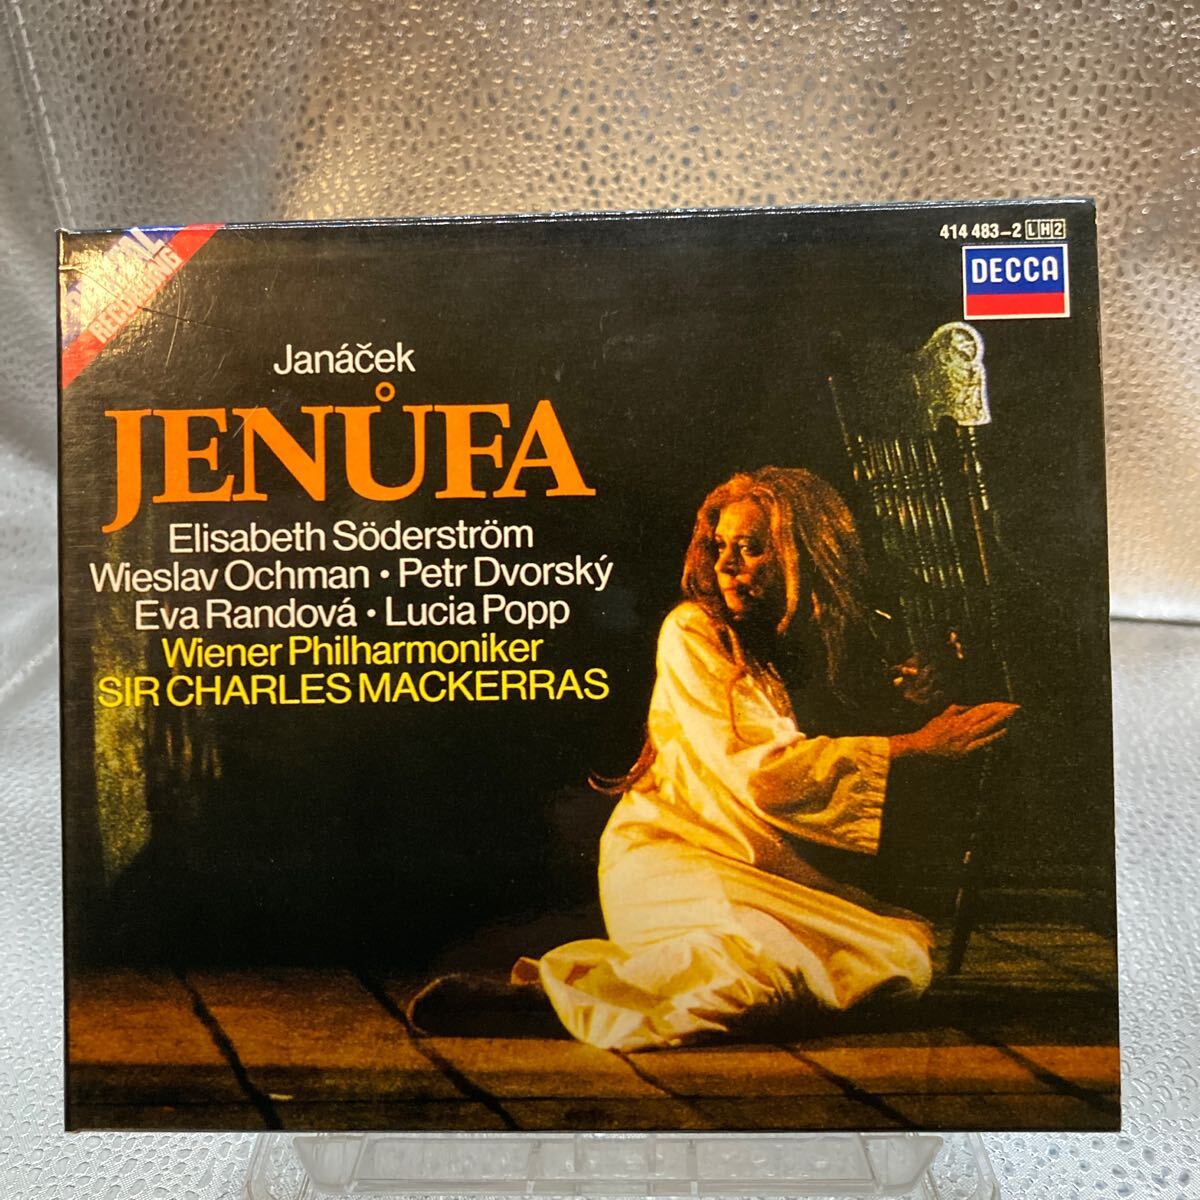 DIGITAL
RECORDING
414 483-2 LH2
DECCA
Janáček
JENŮFA
Elisabeth Söderström
Wieslav Ochman · Petr Dvorský
Eva Randová · Lucia Popp
Wiener Philharmoniker
SIR CHARLES MACKERRAS